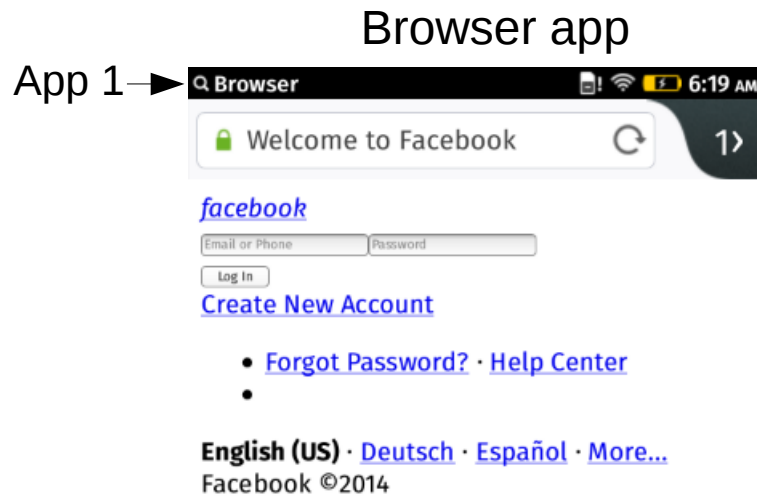 Browser app
App 1
Browser 6:19 AM
Welcome to Facebook 1
facebook
Email or Phone Password
Log In
Create New Account
• Forgot Password? · Help Center
•
English (US) · Deutsch · Español · More...
Facebook ©2014